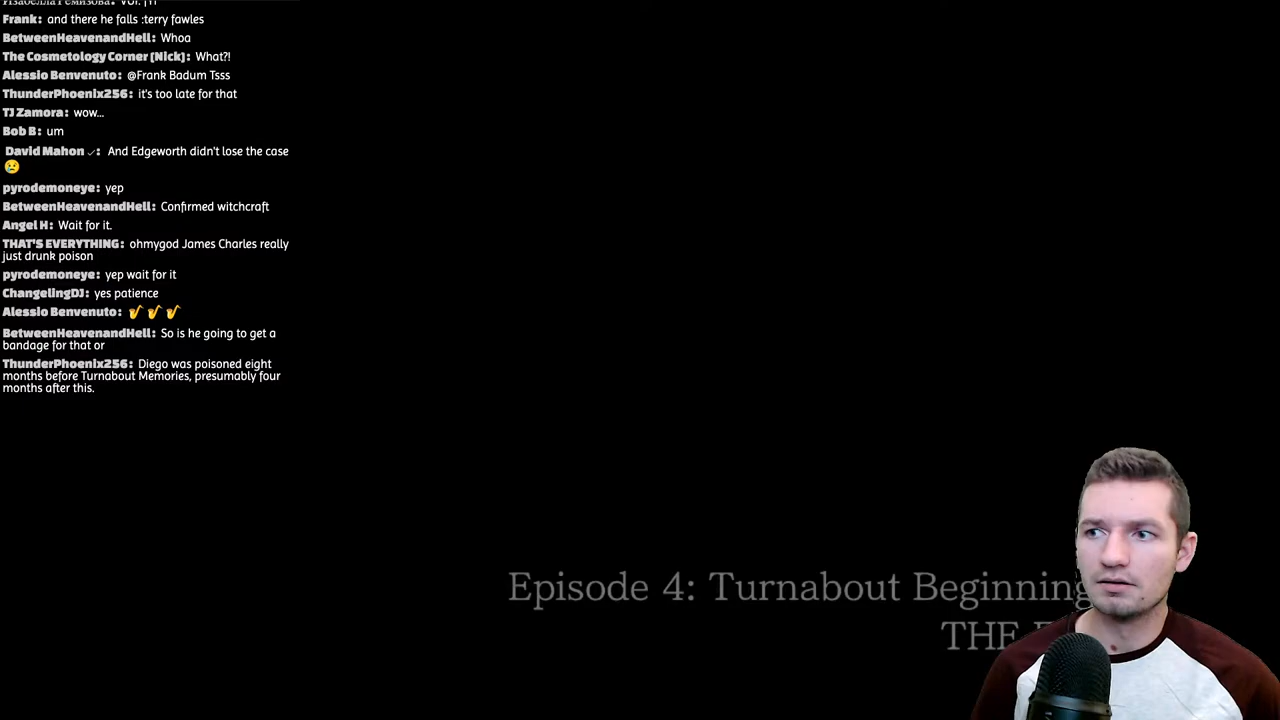 Frank: and there he falls :terry fawles
BetweenHeavenandHell: Whoa
The Cosmetology Corner (Nick): What?!
Alessio Benvenuto: @Frank Badum Tsss
ThunderPhoenix256: it's too late for that
TJ Zamora: wow...
Bob B: um
David Mahon ✓: And Edgeworth didn't lose the case
😢
pyrodemoneye: yep
BetweenHeavenandHell: Confirmed witchcraft
Angel H: Wait for it.
THAT'S EVERYTHING: ohmygod James Charles really
just drunk poison
pyrodemoneye: yep wait for it
ChangelingDJ: yes patience
Alessio Benvenuto: 🎷 🎷 🎷
BetweenHeavenandHell: So is he going to get a
bandage for that or
ThunderPhoenix256: Diego was poisoned eight
months before Turnabout Memories, presumably four
months after this.
Episode 4: Turnabout Beginning
THE